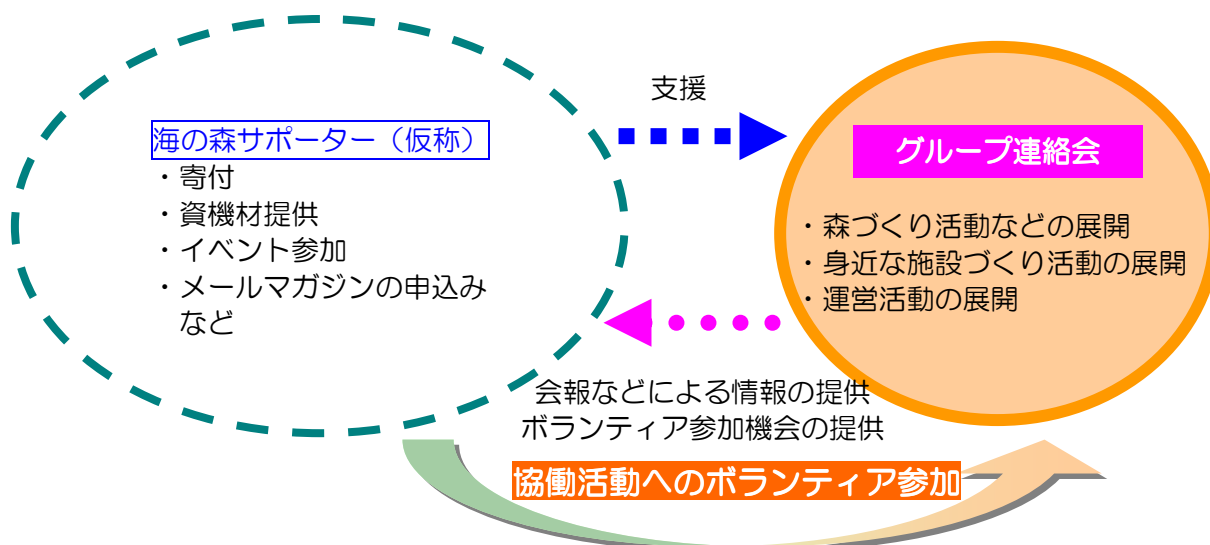 支援
海の森サポーター（仮称）
・寄付
・資機材提供
・イベント参加
・メールマガジンの申込み
など
グループ連絡会
・森づくり活動などの展開
・身近な施設づくり活動の展開
・運営活動の展開
会報などによる情報の提供
ボランティア参加機会の提供
協働活動へのボランティア参加